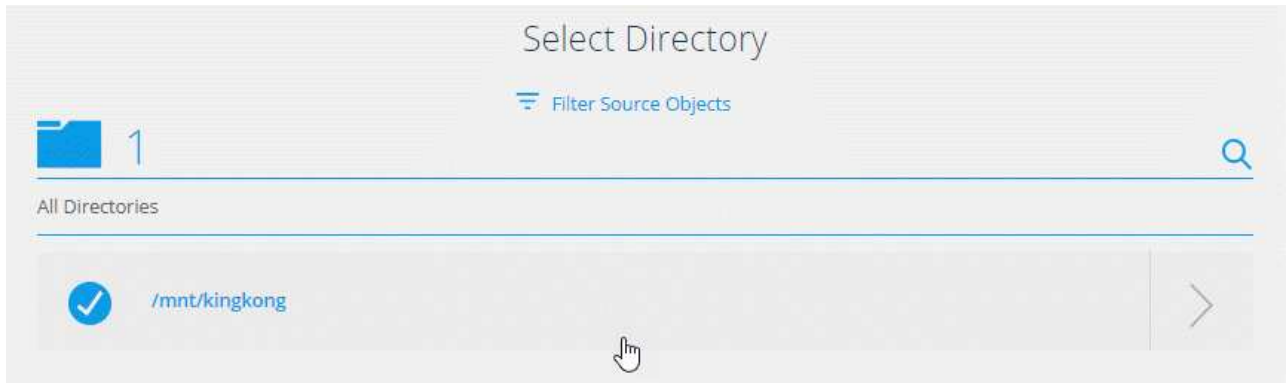 Select Directory
Filter Source Objects
1
All Directories
/mnt/kingkong